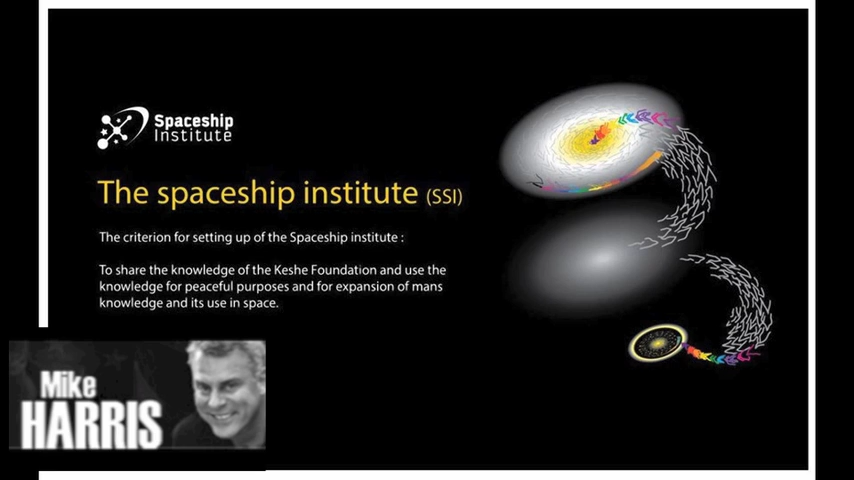 Spaceship
Institute
The spaceship institute (SSI)
The criterion for setting up of the Spaceship institute :
To share the knowledge of the Keshe Foundation and use the
knowledge for peaceful purposes and for expansion of mans
knowledge and its use in space.
Mike
HARRIS